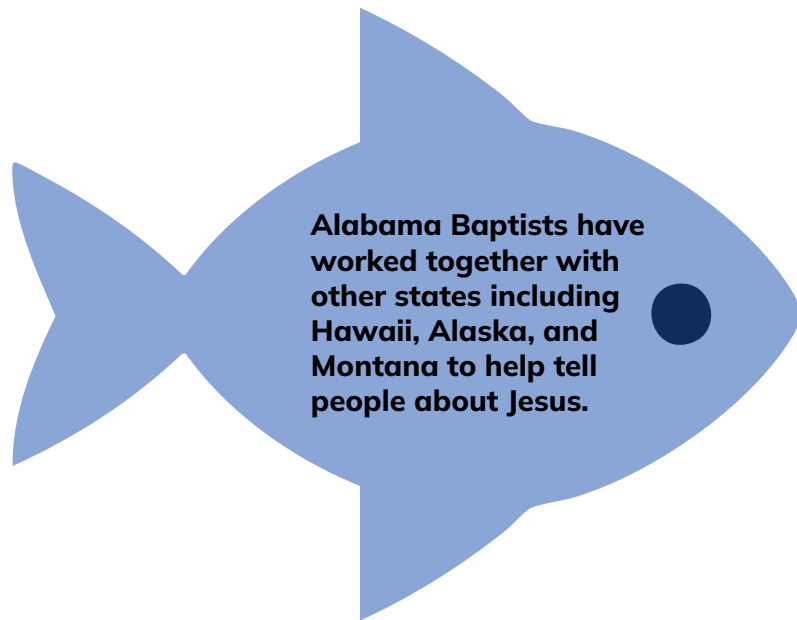 Alabama Baptists have
worked together with
other states including
Hawaii, Alaska, and
Montana to help tell
people about Jesus.